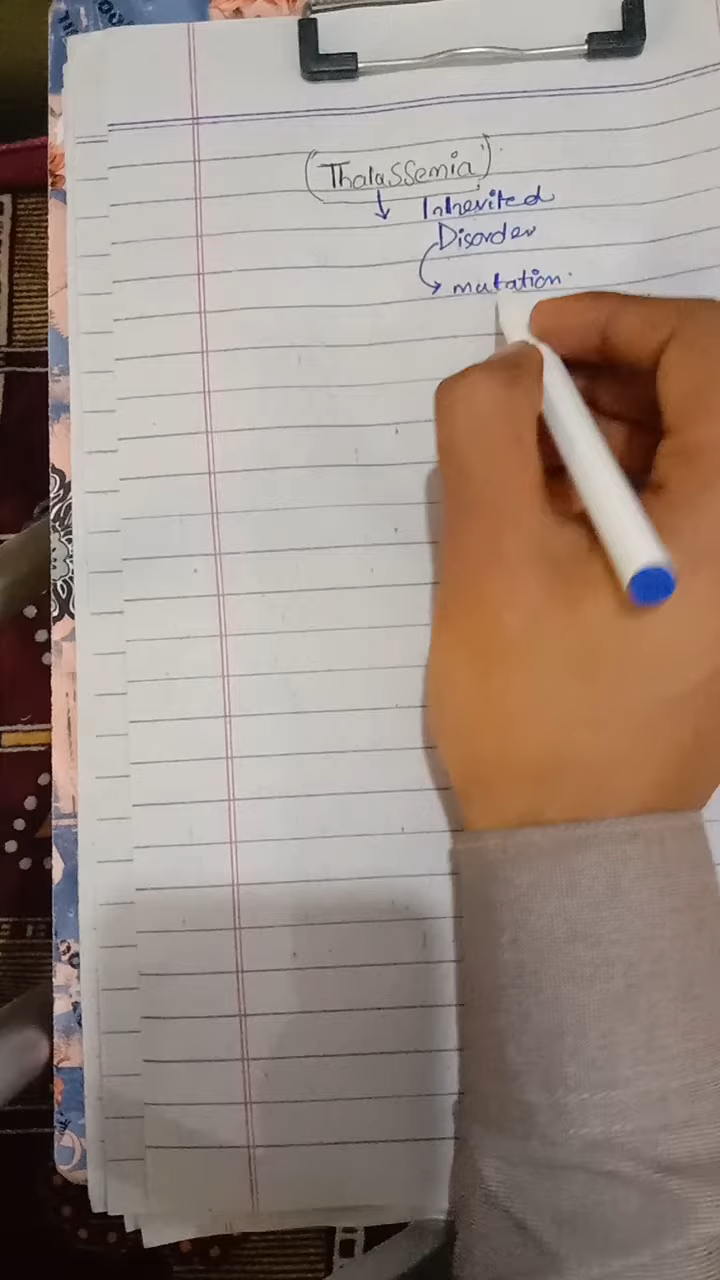 (Thalassemia)
↓ Inherited
Disorder
→ mutation.